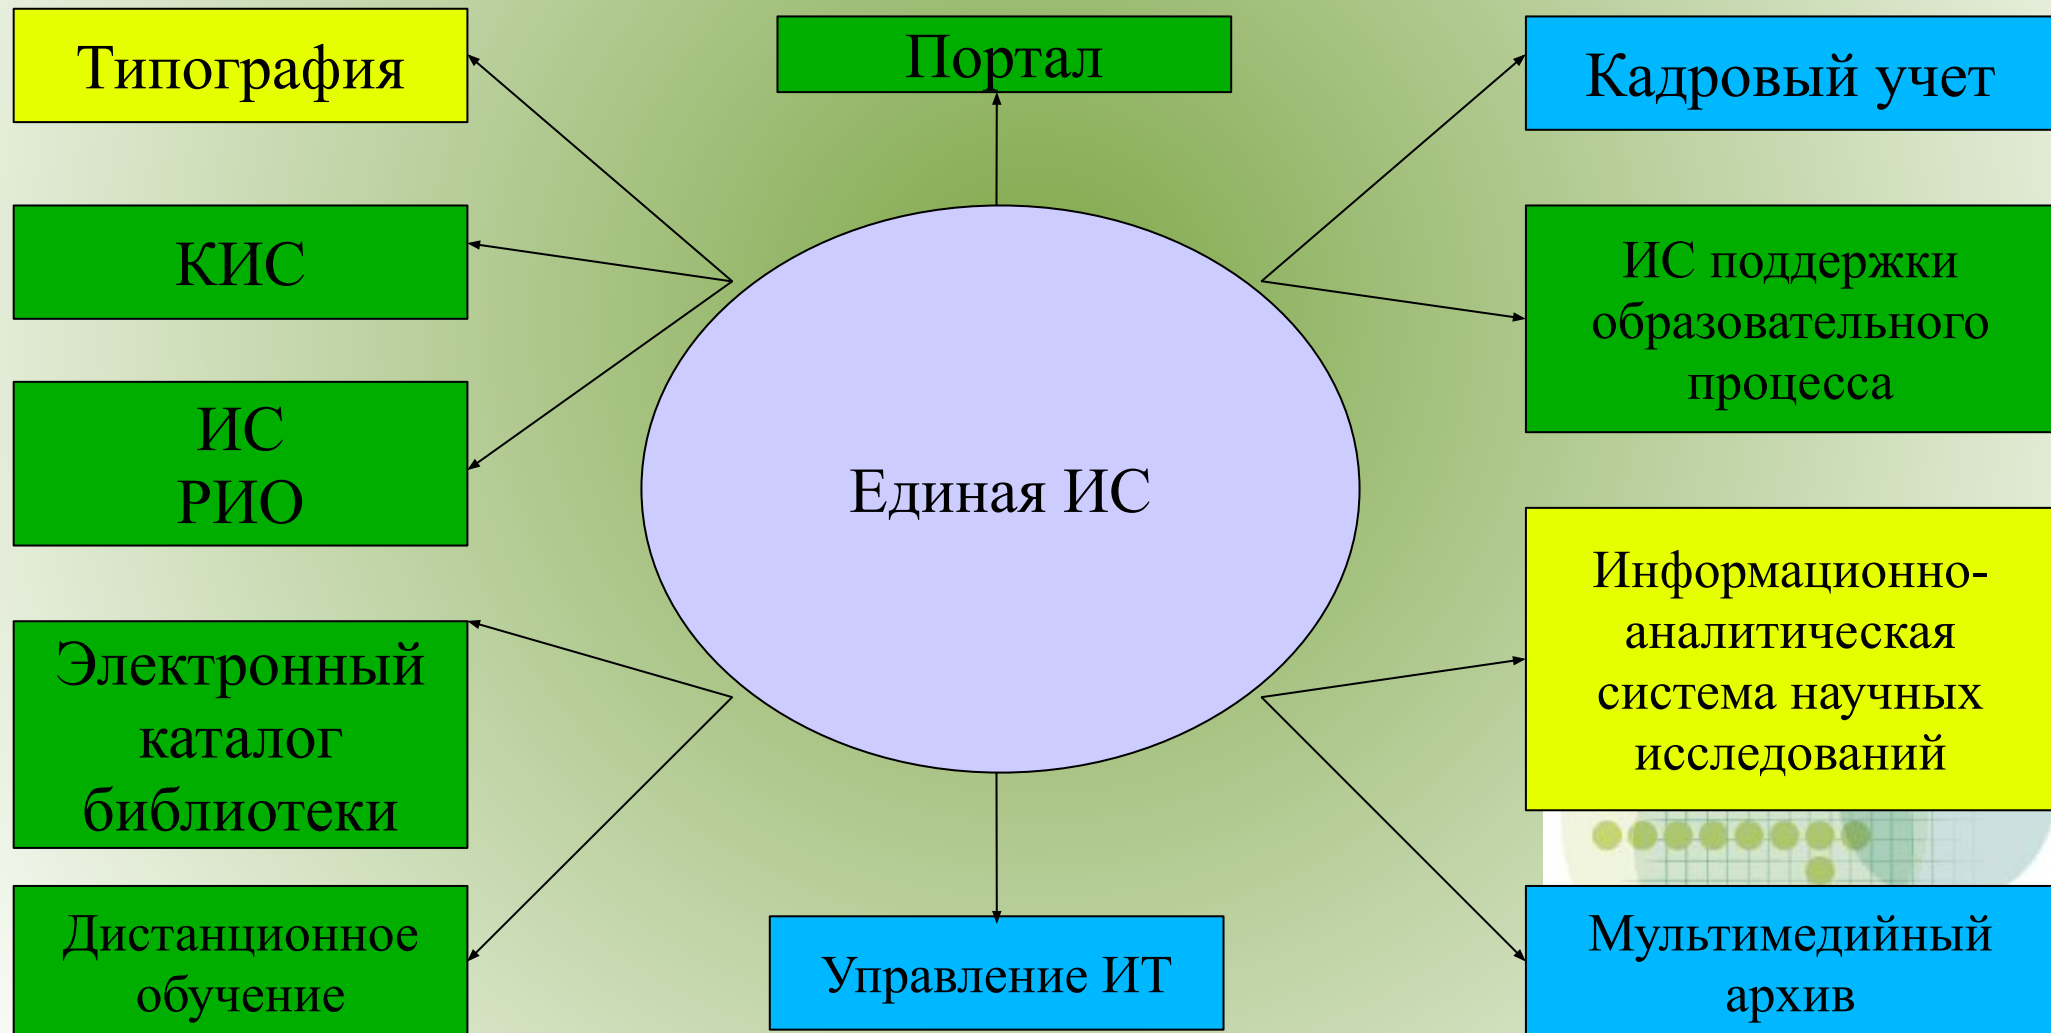 Типография
Портал
Кадровый учет
КИС
ИС поддержки
образовательного
процесса
ИС
РИО
Единая ИС
Информационно-
аналитическая
система научных
исследований
Электронный
каталог
библиотеки
Дистанционное
обучение
Управление ИТ
Мультимедийный
архив